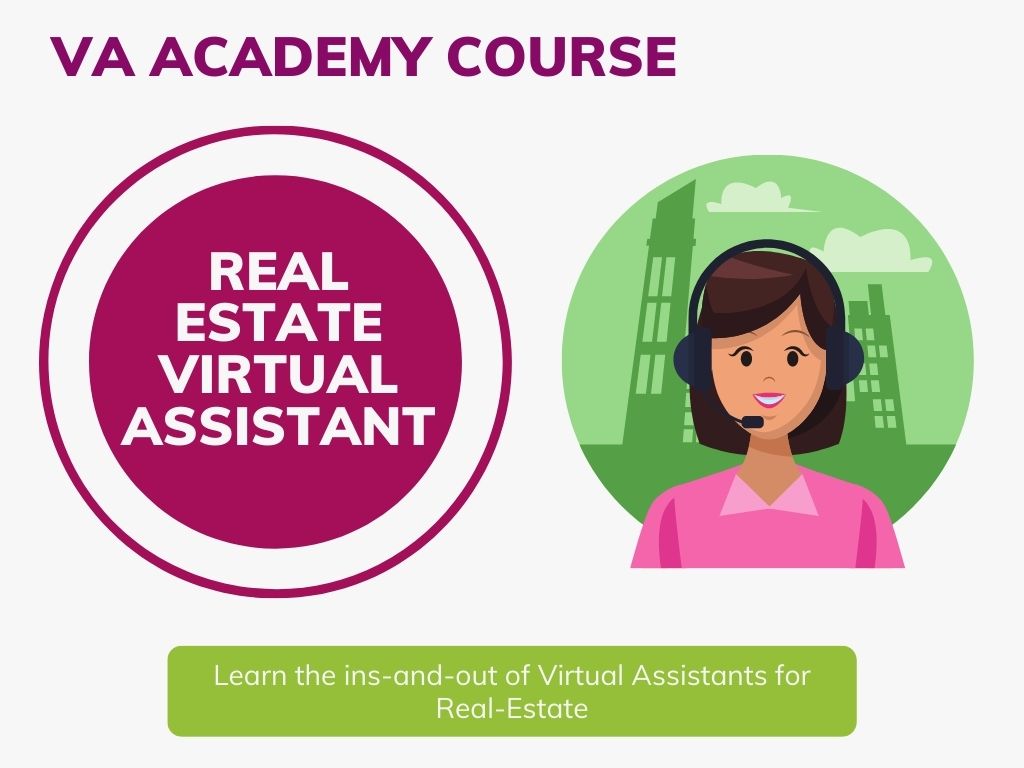 VA ACADEMY COURSE
REAL
ESTATE
VIRTUAL
ASSISTANT
Learn the ins-and-out of Virtual Assistants for
Real-Estate